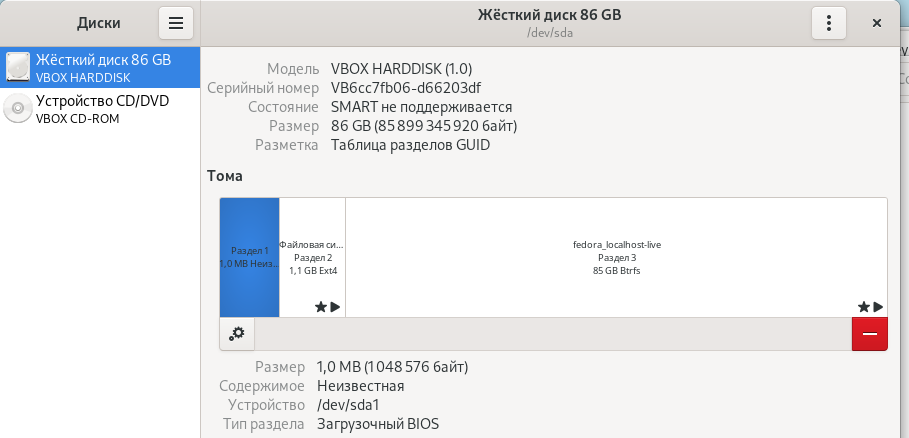 Диски
Жёсткий диск 86 GB
/dev/sda
Жёсткий диск 86 GB
VBOX HARDDISK
Устройство CD/DVD
VBOX CD-ROM
Модель VBOX HARDDISK (1.0)
Серийный номер VB6cc7fb06-d66203df
Состояние SMART не поддерживается
Размер 86 GB (85 899 345 920 байт)
Разметка Таблица разделов GUID
Тома
Раздел 1
1,0 MB Неиз…
Файловая си…
Раздел 2
1,1 GB Ext4
fedora_localhost-live
Раздел 3
85 GB Btrfs
Размер 1,0 MB (1 048 576 байт)
Содержимое Неизвестная
Устройство /dev/sda1
Тип раздела Загрузочный BIOS